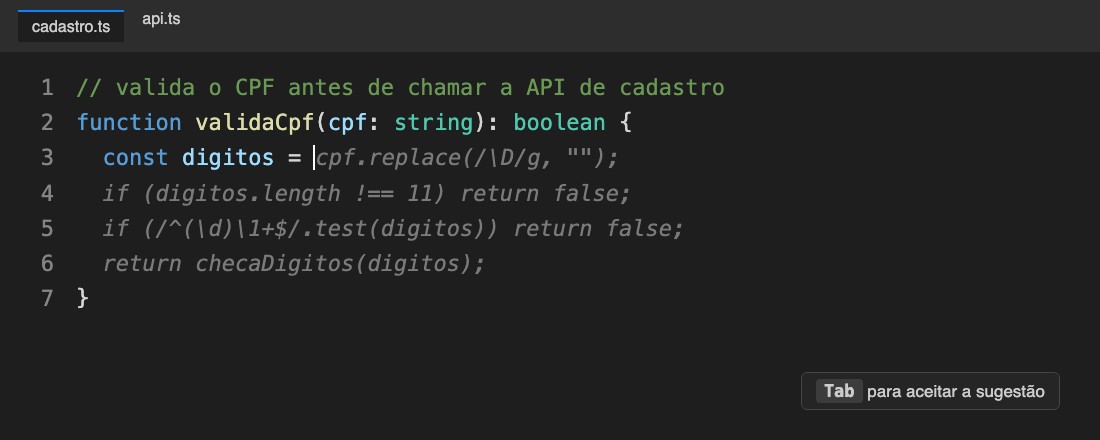 cadastro.ts api.ts
1 // valida o CPF antes de chamar a API de cadastro
2 function validaCpf(cpf: string): boolean {
3 const digitos = cpf.replace(/\D/g, "");
4 if (digitos.length !== 11) return false;
5 if (/^(\d)\1+$/.test(digitos)) return false;
6 return checaDigitos(digitos);
7 }
Tab para aceitar a sugestão